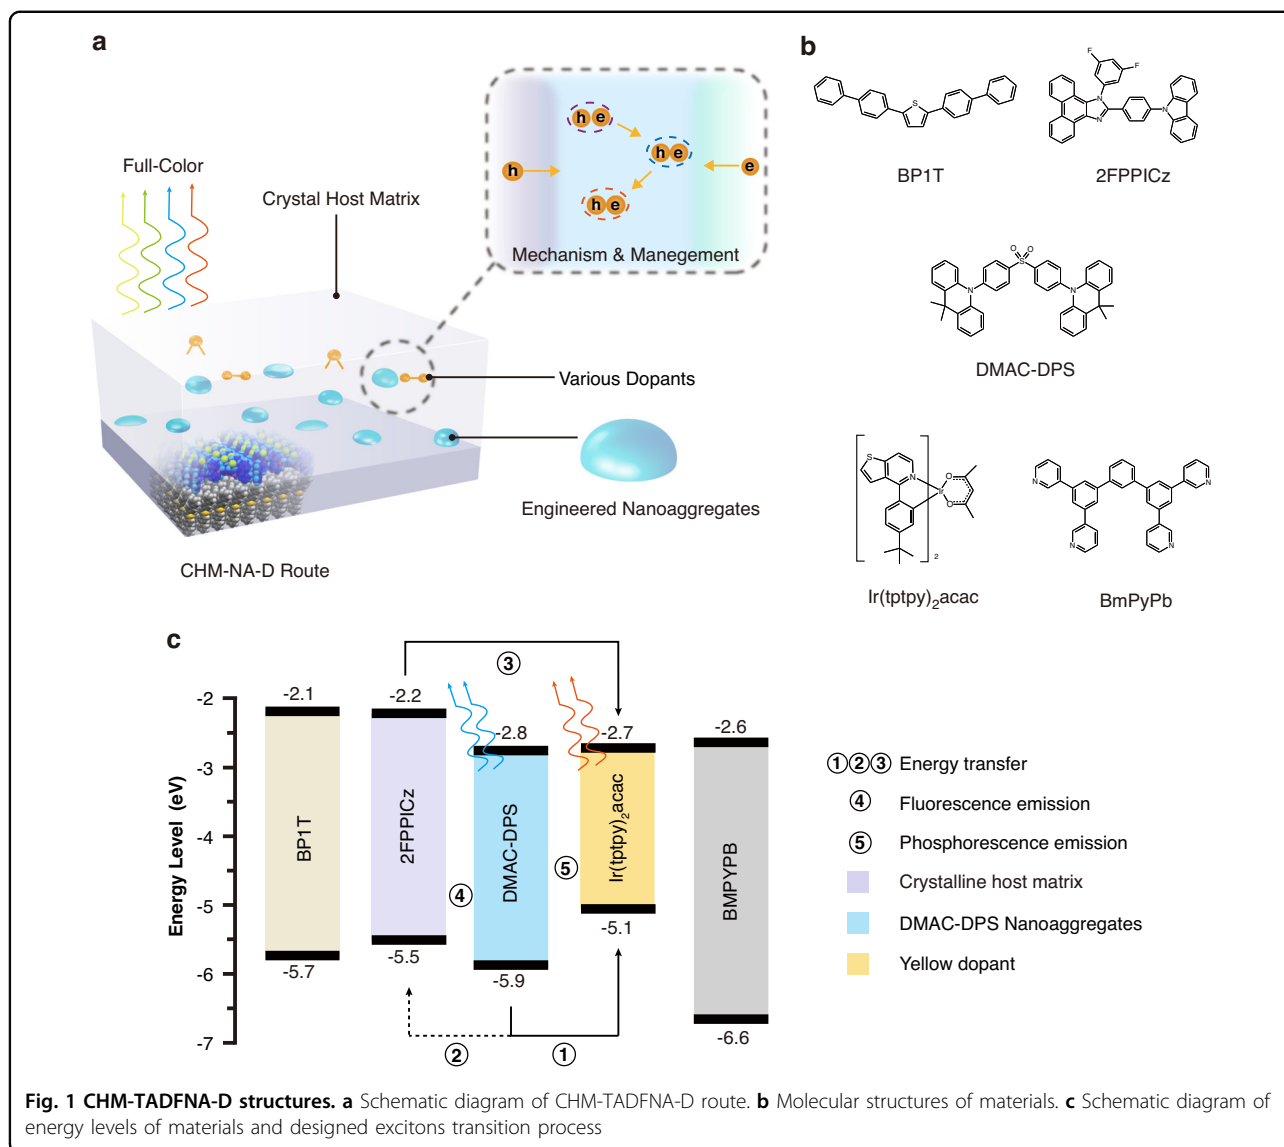 a
Full-Color
Crystal Host Matrix
h e
h e
h
e
h e
Mechanism & Manegement
Various Dopants
Engineered Nanoaggregates
CHM-NA-D Route
b
S
BP1T
F
F
N
N
N
2FPPICz
O O
S
N
N
DMAC-DPS
S
N
Ir
O
O
2
Ir(tptpy)2acac
N
N
N
N
BmPyPb
c
Energy Level (eV)
-2
-3
-4
-5
-6
-7
-2.1
BP1T
-5.7
-2.2
2FPPICz
-5.5
-2.8
DMAC-DPS
-5.9
-2.7
Ir(tptpy)2acac
-5.1
-2.6
BMPYPB
-6.6
③
④
⑤
②
①
①②③ Energy transfer
④ Fluorescence emission
⑤ Phosphorescence emission
Crystalline host matrix
DMAC-DPS Nanoaggregates
Yellow dopant
Fig. 1 CHM-TADFNA-D structures. a Schematic diagram of CHM-TADFNA-D route. b Molecular structures of materials. c Schematic diagram of
energy levels of materials and designed excitons transition process